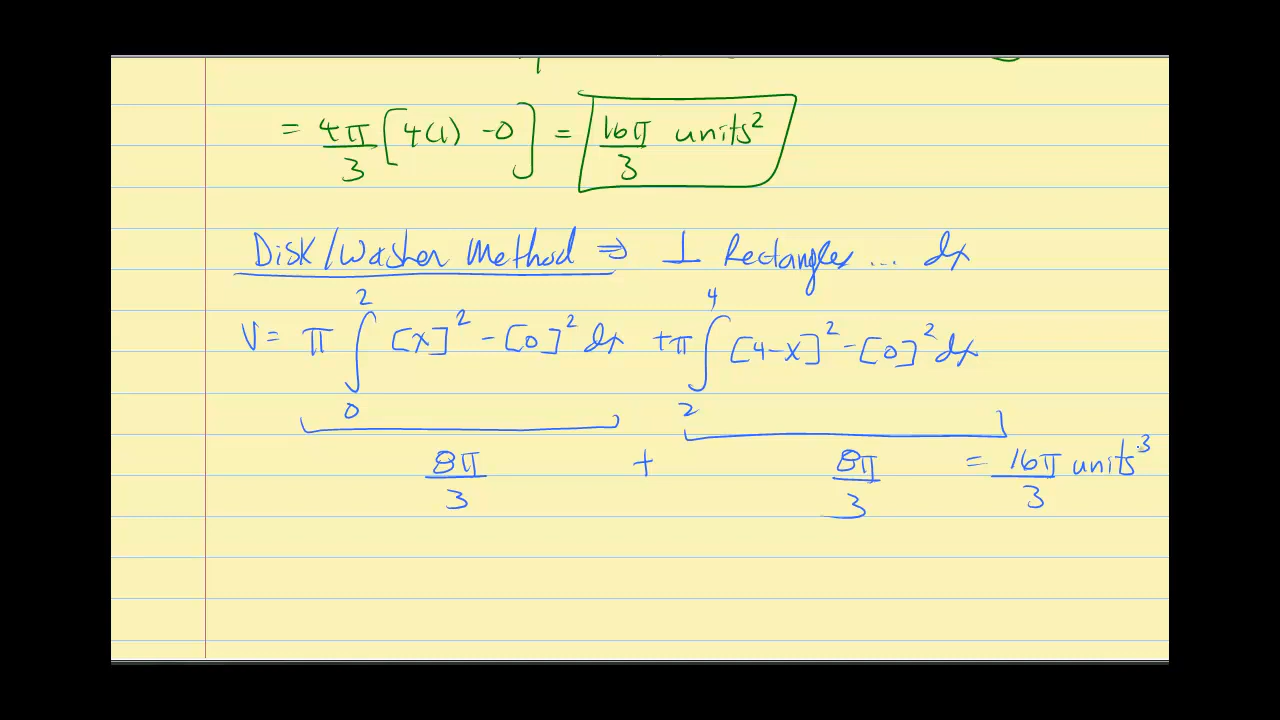 = 4π/3 [4(1) - 0] = 16π/3 units²
Disk/Washer Method ⇒ ⊥ Rectangles ... dx
V = π ∫₀² [x]² - [0]² dx + π ∫₂⁴ [4-x]² - [0]² dx
8π/3 + 8π/3 = 16π/3 units³